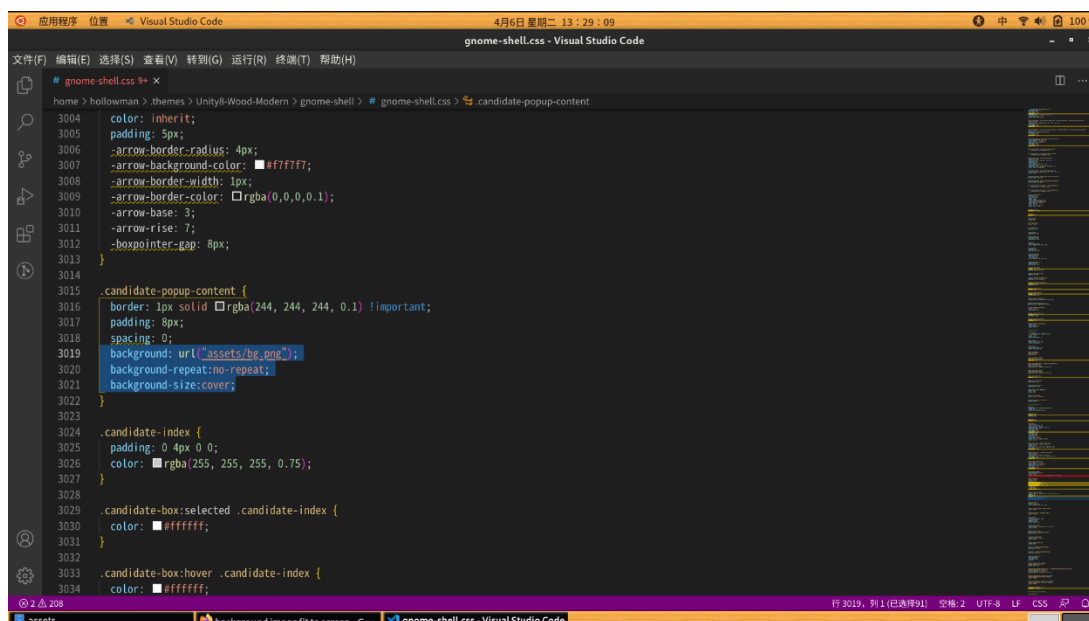 应用程序 位置 Visual Studio Code 4月6日 星期二 13：29：09 中 100
gnome-shell.css - Visual Studio Code
文件(F) 编辑(E) 选择(S) 查看(V) 转到(G) 运行(R) 终端(T) 帮助(H)
# gnome-shell.css 9+ ×
home > hollowman > .themes > Unity8-Wood-Modern > gnome-shell > # gnome-shell.css > .candidate-popup-content
3004 color: inherit;
3005 padding: 5px;
3006 -arrow-border-radius: 4px;
3007 -arrow-background-color: #f7f7f7;
3008 -arrow-border-width: 1px;
3009 -arrow-border-color: rgba(0,0,0,0.1);
3010 -arrow-base: 3;
3011 -arrow-rise: 7;
3012 -boxpointer-gap: 8px;
3013 }
3014
3015 .candidate-popup-content {
3016 border: 1px solid rgba(244, 244, 244, 0.1) !important;
3017 padding: 8px;
3018 spacing: 0;
3019 background: url("assets/bg.png");
3020 background-repeat:no-repeat;
3021 background-size:cover;
3022 }
3023
3024 .candidate-index {
3025 padding: 0 4px 0 0;
3026 color: rgba(255, 255, 255, 0.75);
3027 }
3028
3029 .candidate-box:selected .candidate-index {
3030 color: #ffffff;
3031 }
3032
3033 .candidate-box:hover .candidate-index {
3034 color: #ffffff;
2 208 行 3019，列 1 (已选择91) 空格: 2 UTF-8 LF CSS
assets background image fit to screen - G gnome-shell.css - Visual Studio Code